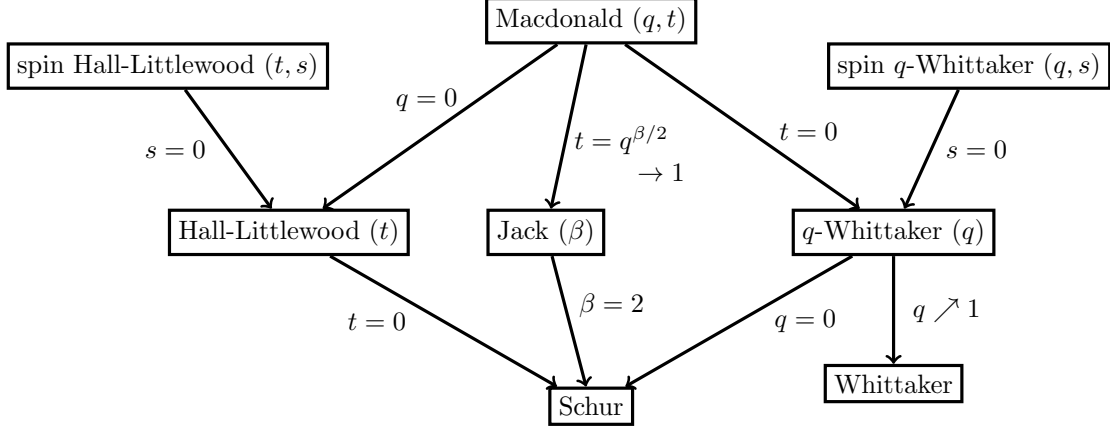 Macdonald (q, t)
spin Hall-Littlewood (t, s)
spin q-Whittaker (q, s)
q = 0
t = q^{β/2}
→ 1
t = 0
s = 0
s = 0
Hall-Littlewood (t)
Jack (β)
q-Whittaker (q)
t = 0
β = 2
q = 0
q ↗ 1
Whittaker
Schur